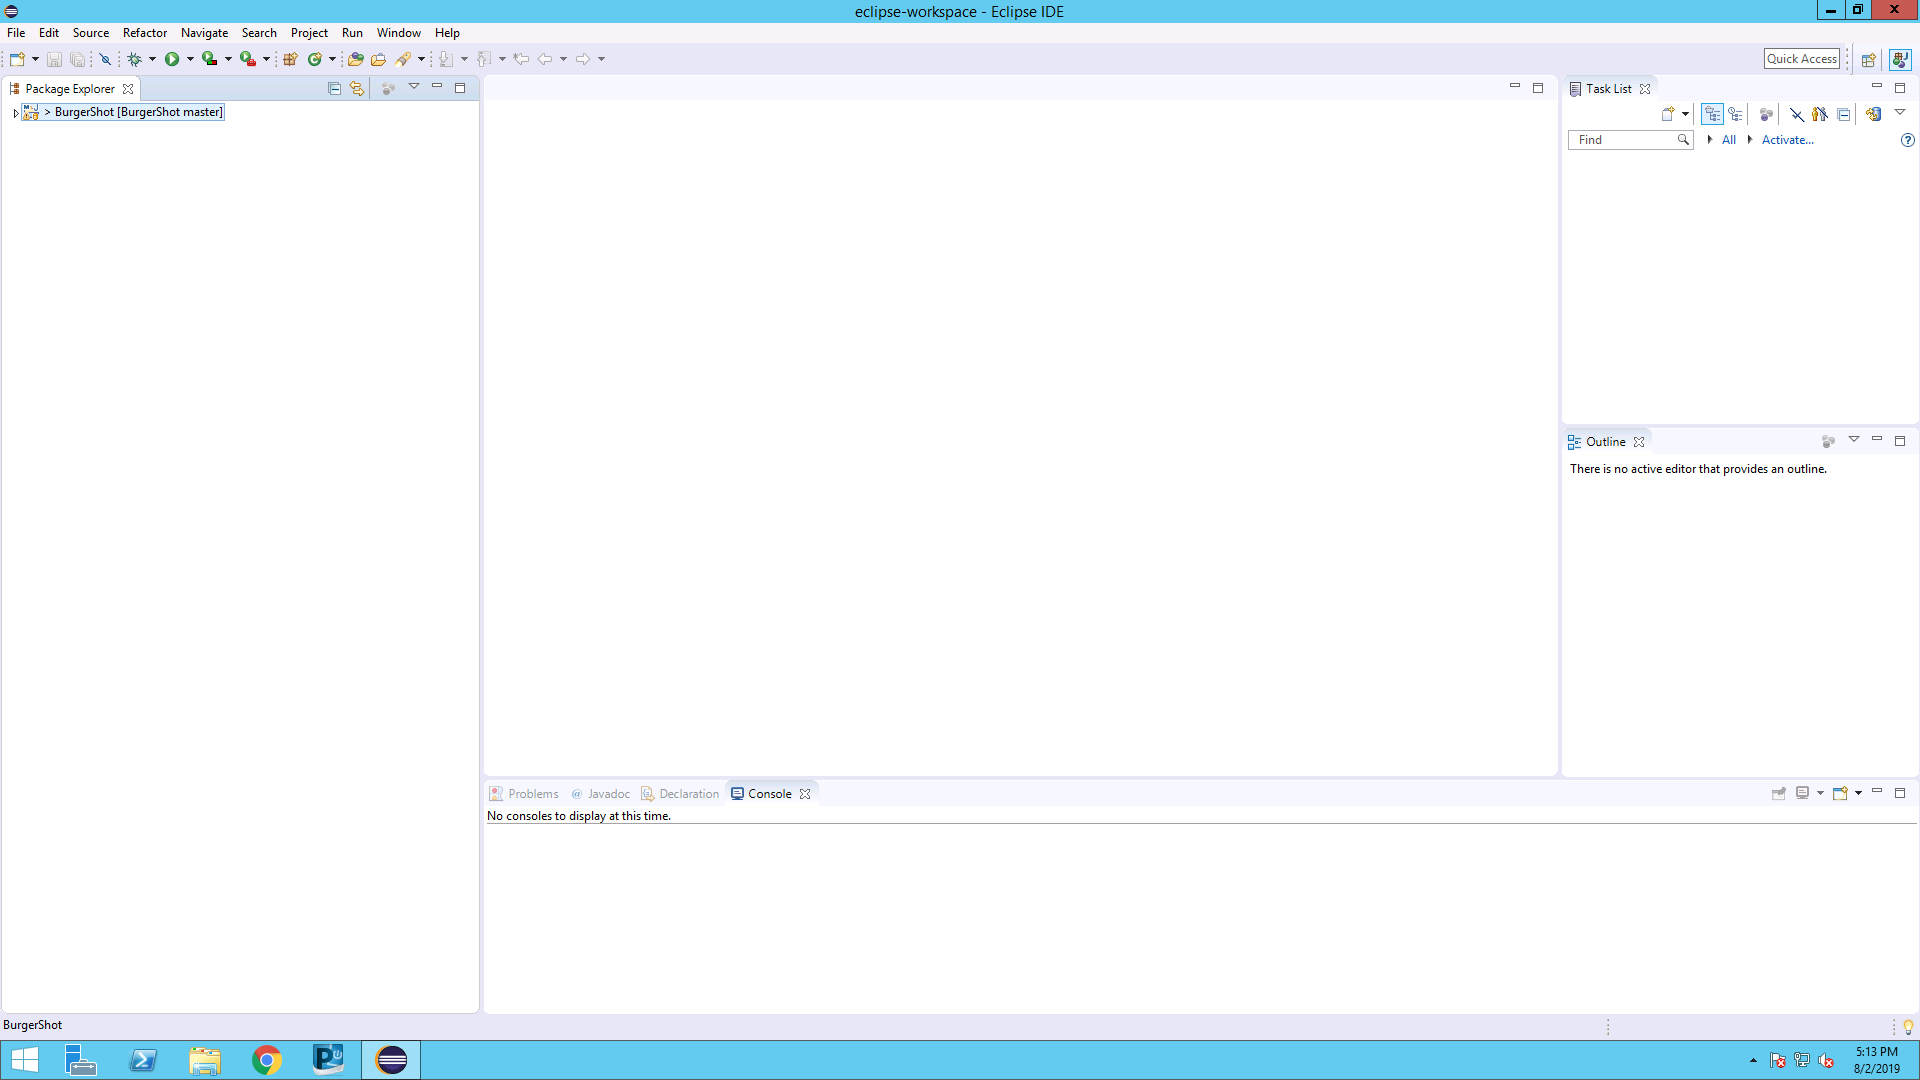 eclipse-workspace - Eclipse IDE
File Edit Source Refactor Navigate Search Project Run Window Help
Quick Access
Package Explorer
> BurgerShot [BurgerShot master]
Task List
Find
All
Activate...
Outline
There is no active editor that provides an outline.
Problems
@ Javadoc
Declaration
Console
No consoles to display at this time.
BurgerShot
5:13 PM
8/2/2019